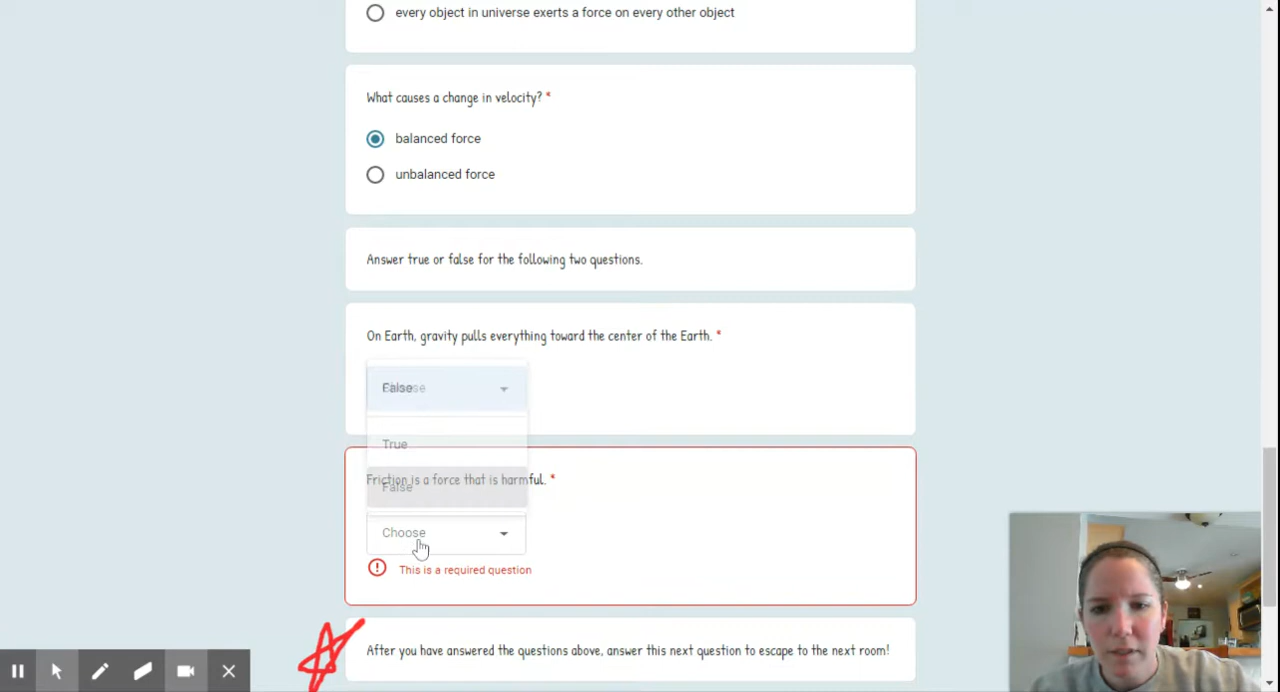 every object in universe exerts a force on every other object
What causes a change in velocity? *
balanced force
unbalanced force
Answer true or false for the following two questions.
On Earth, gravity pulls everything toward the center of the Earth. *
False
True
Friction is a force that is harmful. *
False
Choose
This is a required question
After you have answered the questions above, answer this next question to escape to the next room!